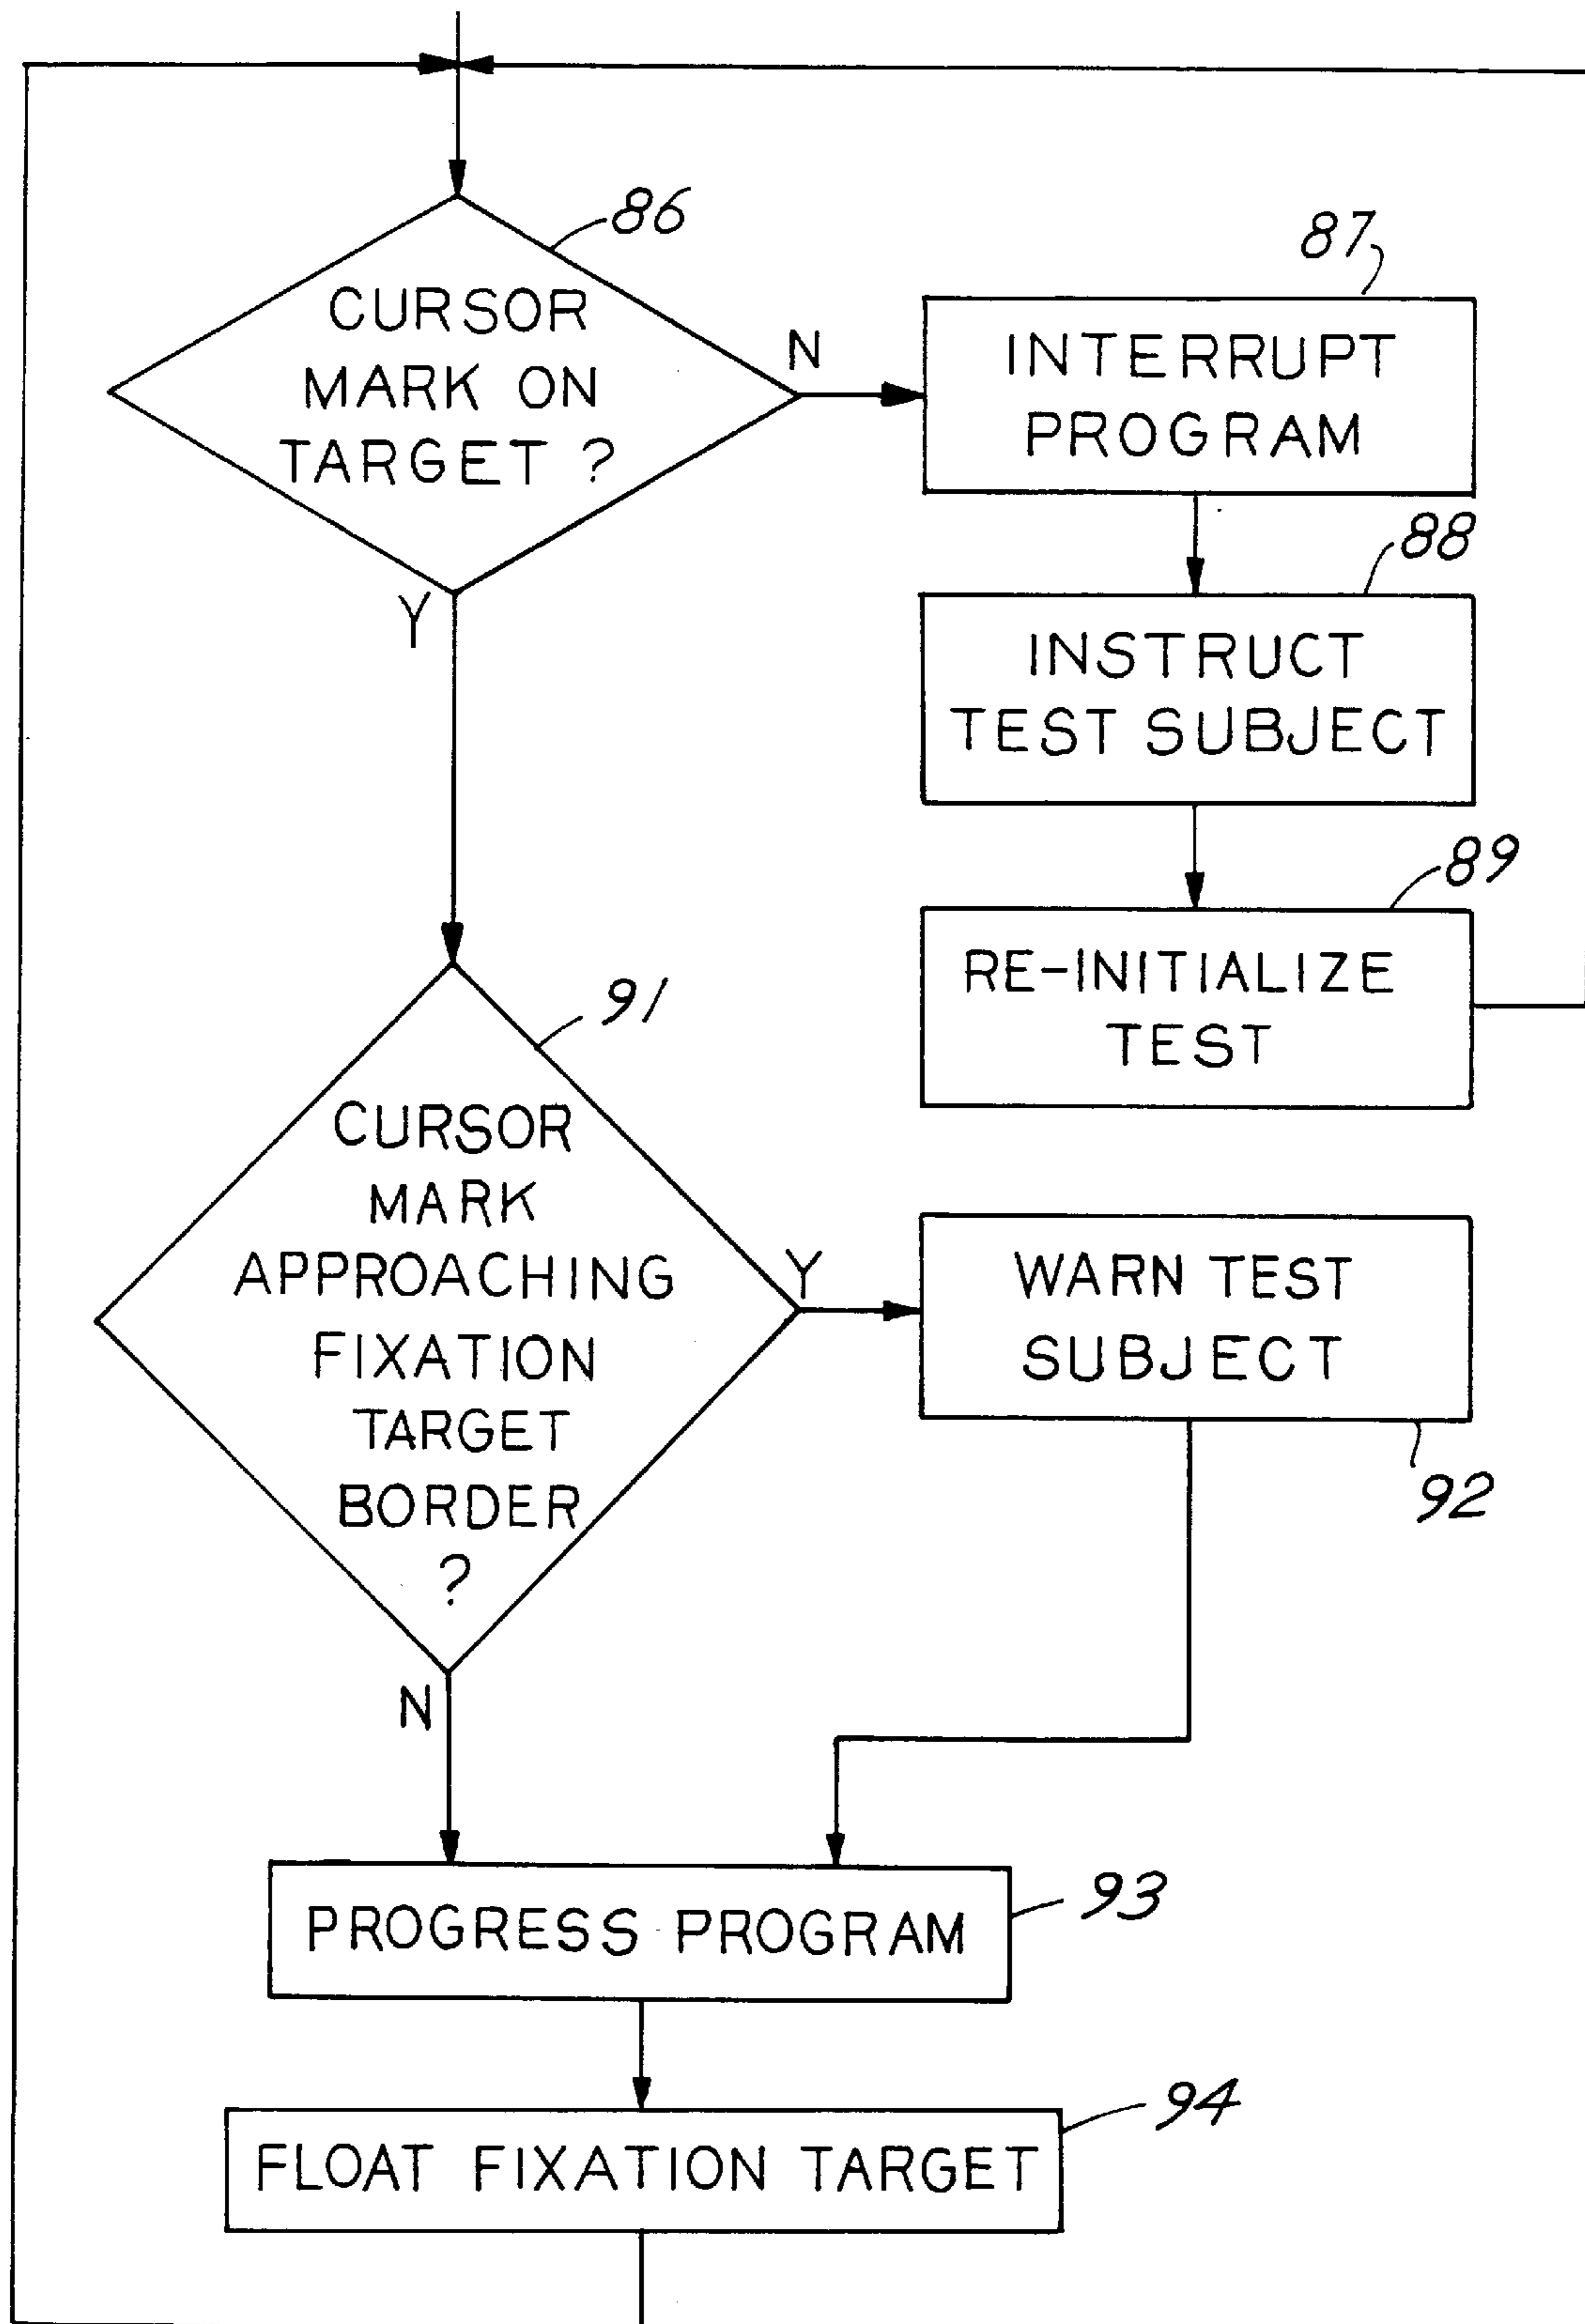 86
CURSOR
MARK ON
TARGET ?
N
Y
87
INTERRUPT
PROGRAM
88
INSTRUCT
TEST SUBJECT
89
RE-INITIALIZE
TEST
91
CURSOR
MARK
APPROACHING
FIXATION
TARGET
BORDER
?
Y
N
WARN TEST
SUBJECT
92
PROGRESS PROGRAM
93
FLOAT FIXATION TARGET
94